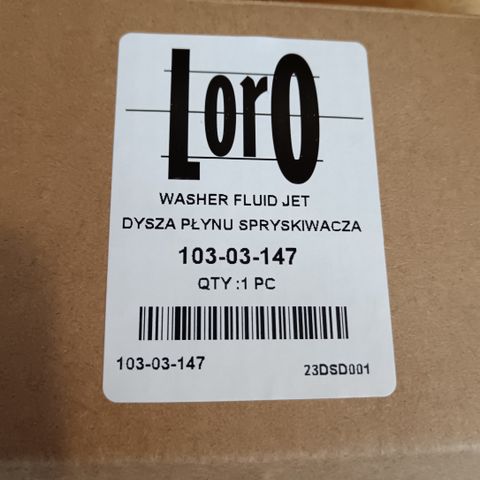 LorO
WASHER FLUID JET
DYSZA PŁYNU SPRYSKIWACZA
103-03-147
QTY :1 PC
103-03-147
23DSD001